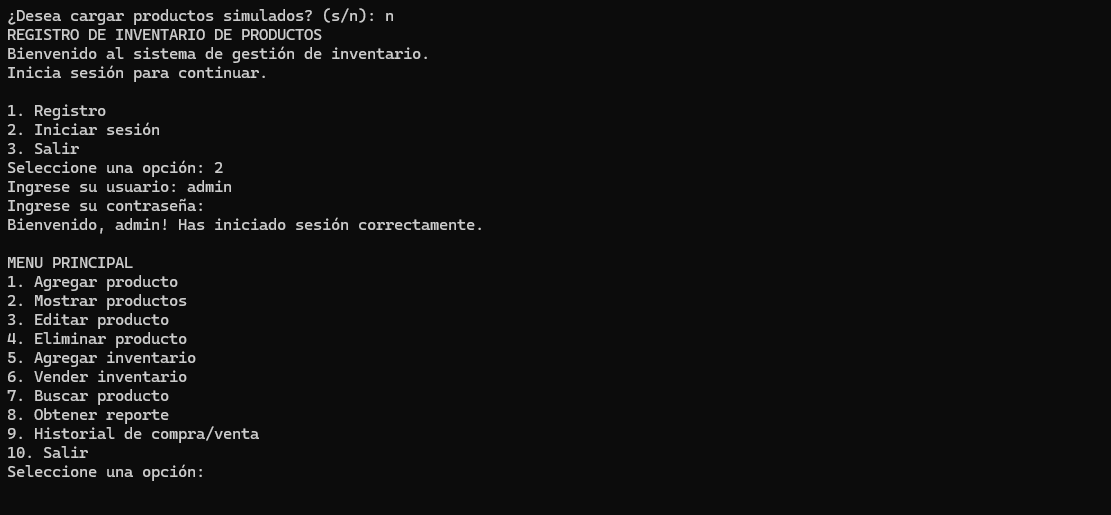 ¿Desea cargar productos simulados? (s/n): n
REGISTRO DE INVENTARIO DE PRODUCTOS
Bienvenido al sistema de gestión de inventario.
Inicia sesión para continuar.
1. Registro
2. Iniciar sesión
3. Salir
Seleccione una opción: 2
Ingrese su usuario: admin
Ingrese su contraseña:
Bienvenido, admin! Has iniciado sesión correctamente.
MENU PRINCIPAL
1. Agregar producto
2. Mostrar productos
3. Editar producto
4. Eliminar producto
5. Agregar inventario
6. Vender inventario
7. Buscar producto
8. Obtener reporte
9. Historial de compra/venta
10. Salir
Seleccione una opción: